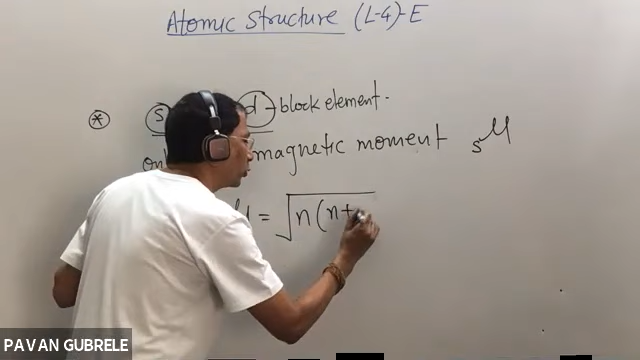 Atomic Structure (L-4)-E
* s d-block element.
magnetic moment sμ
μ = √n(n+
PAVAN GUBRELE